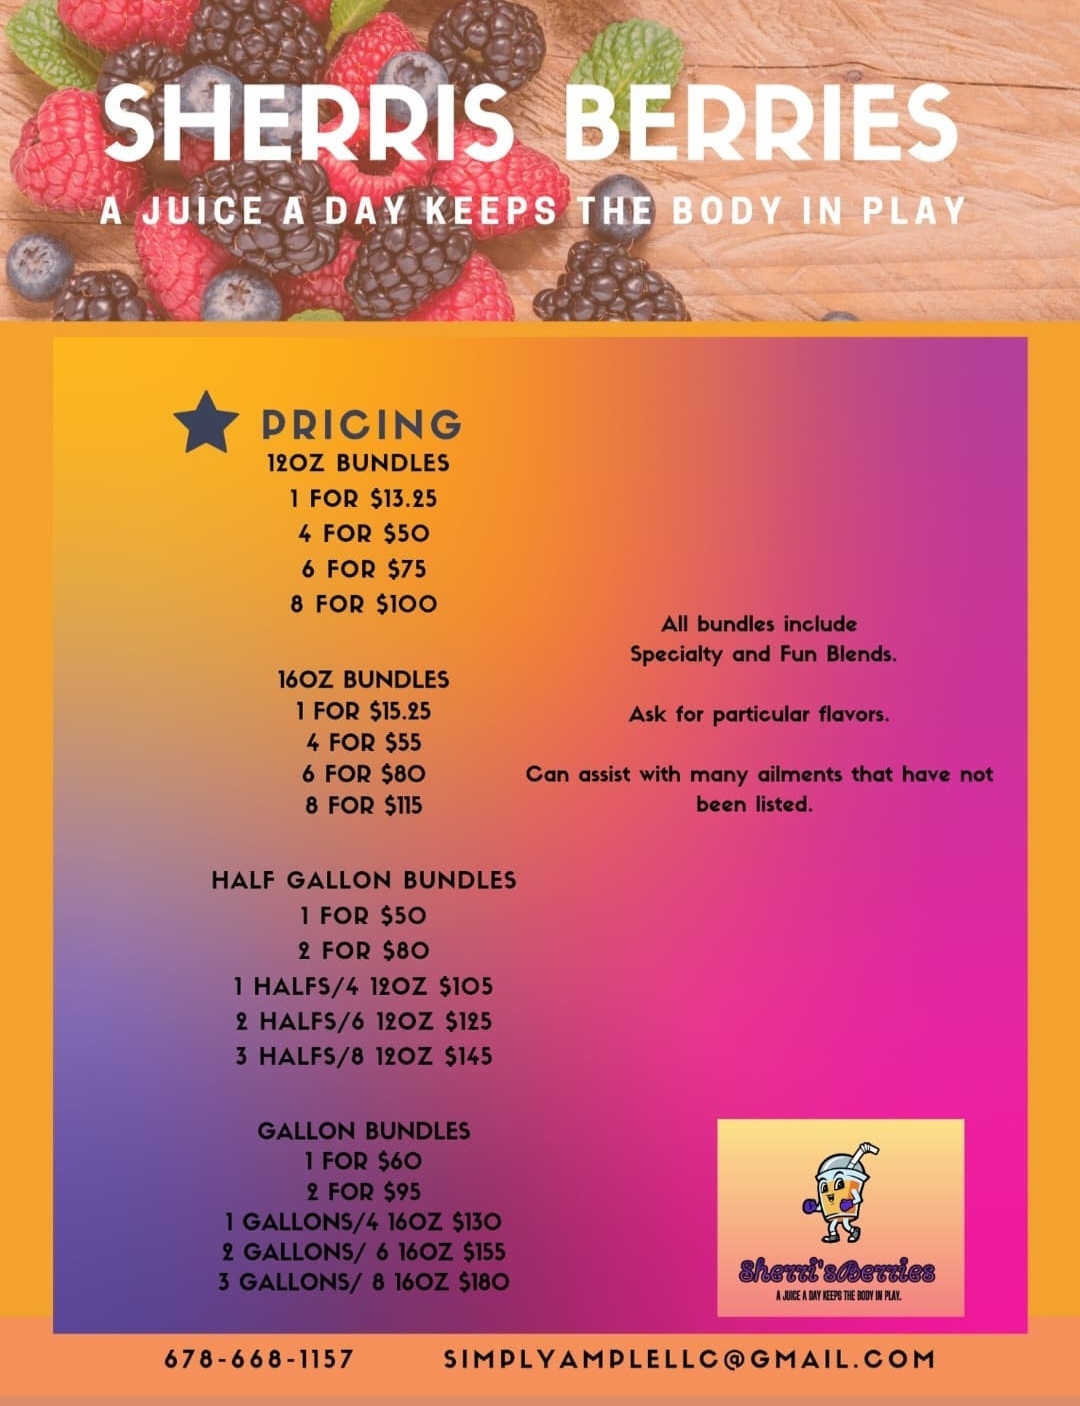 SHERRIS BERRIES
A JUICE A DAY KEEPS THE BODY IN PLAY
PRICING
12OZ BUNDLES
1 FOR $13.25
4 FOR $50
6 FOR $75
8 FOR $100
16OZ BUNDLES
1 FOR $15.25
4 FOR $55
6 FOR $80
8 FOR $115
HALF GALLON BUNDLES
1 FOR $50
2 FOR $80
1 HALFS/4 12OZ $105
2 HALFS/6 12OZ $125
3 HALFS/8 12OZ $145
GALLON BUNDLES
1 FOR $60
2 FOR $95
1 GALLONS/4 16OZ $130
2 GALLONS/ 6 16OZ $155
3 GALLONS/ 8 16OZ $180
All bundles include
Specialty and Fun Blends.
Ask for particular flavors.
Can assist with many ailments that have not
been listed.
Sherri'sBerries
A JUICE A DAY KEEPS THE BODY IN PLAY.
678-668-1157 SIMPLYAMPLELLC@GMAIL.COM